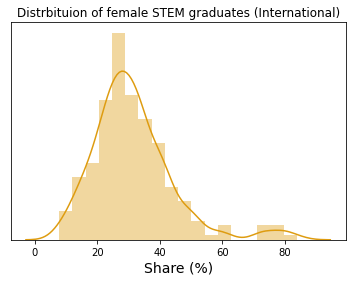 Distrbituion of female STEM graduates (International)
0 20 40 60 80
Share (%)